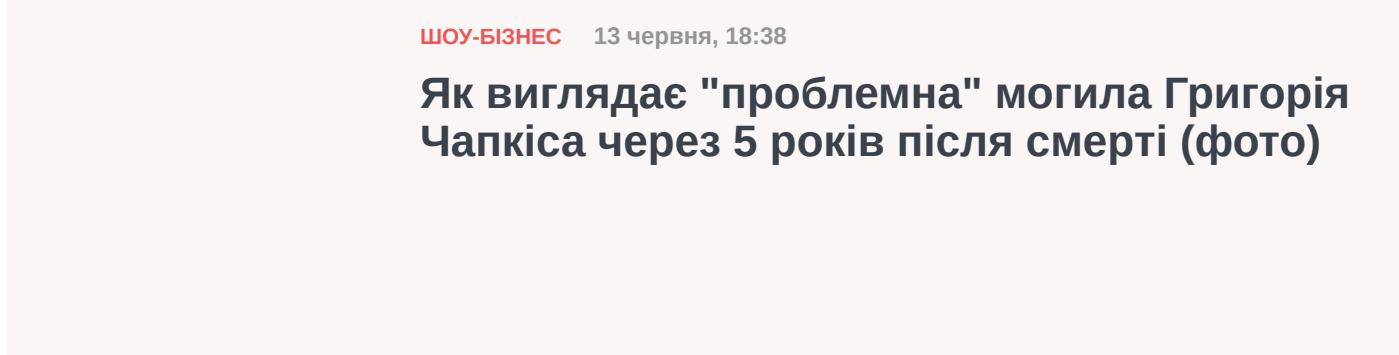 ШОУ-БІЗНЕС 13 червня, 18:38
Як виглядає "проблемна" могила Григорія
Чапкіса через 5 років після смерті (фото)